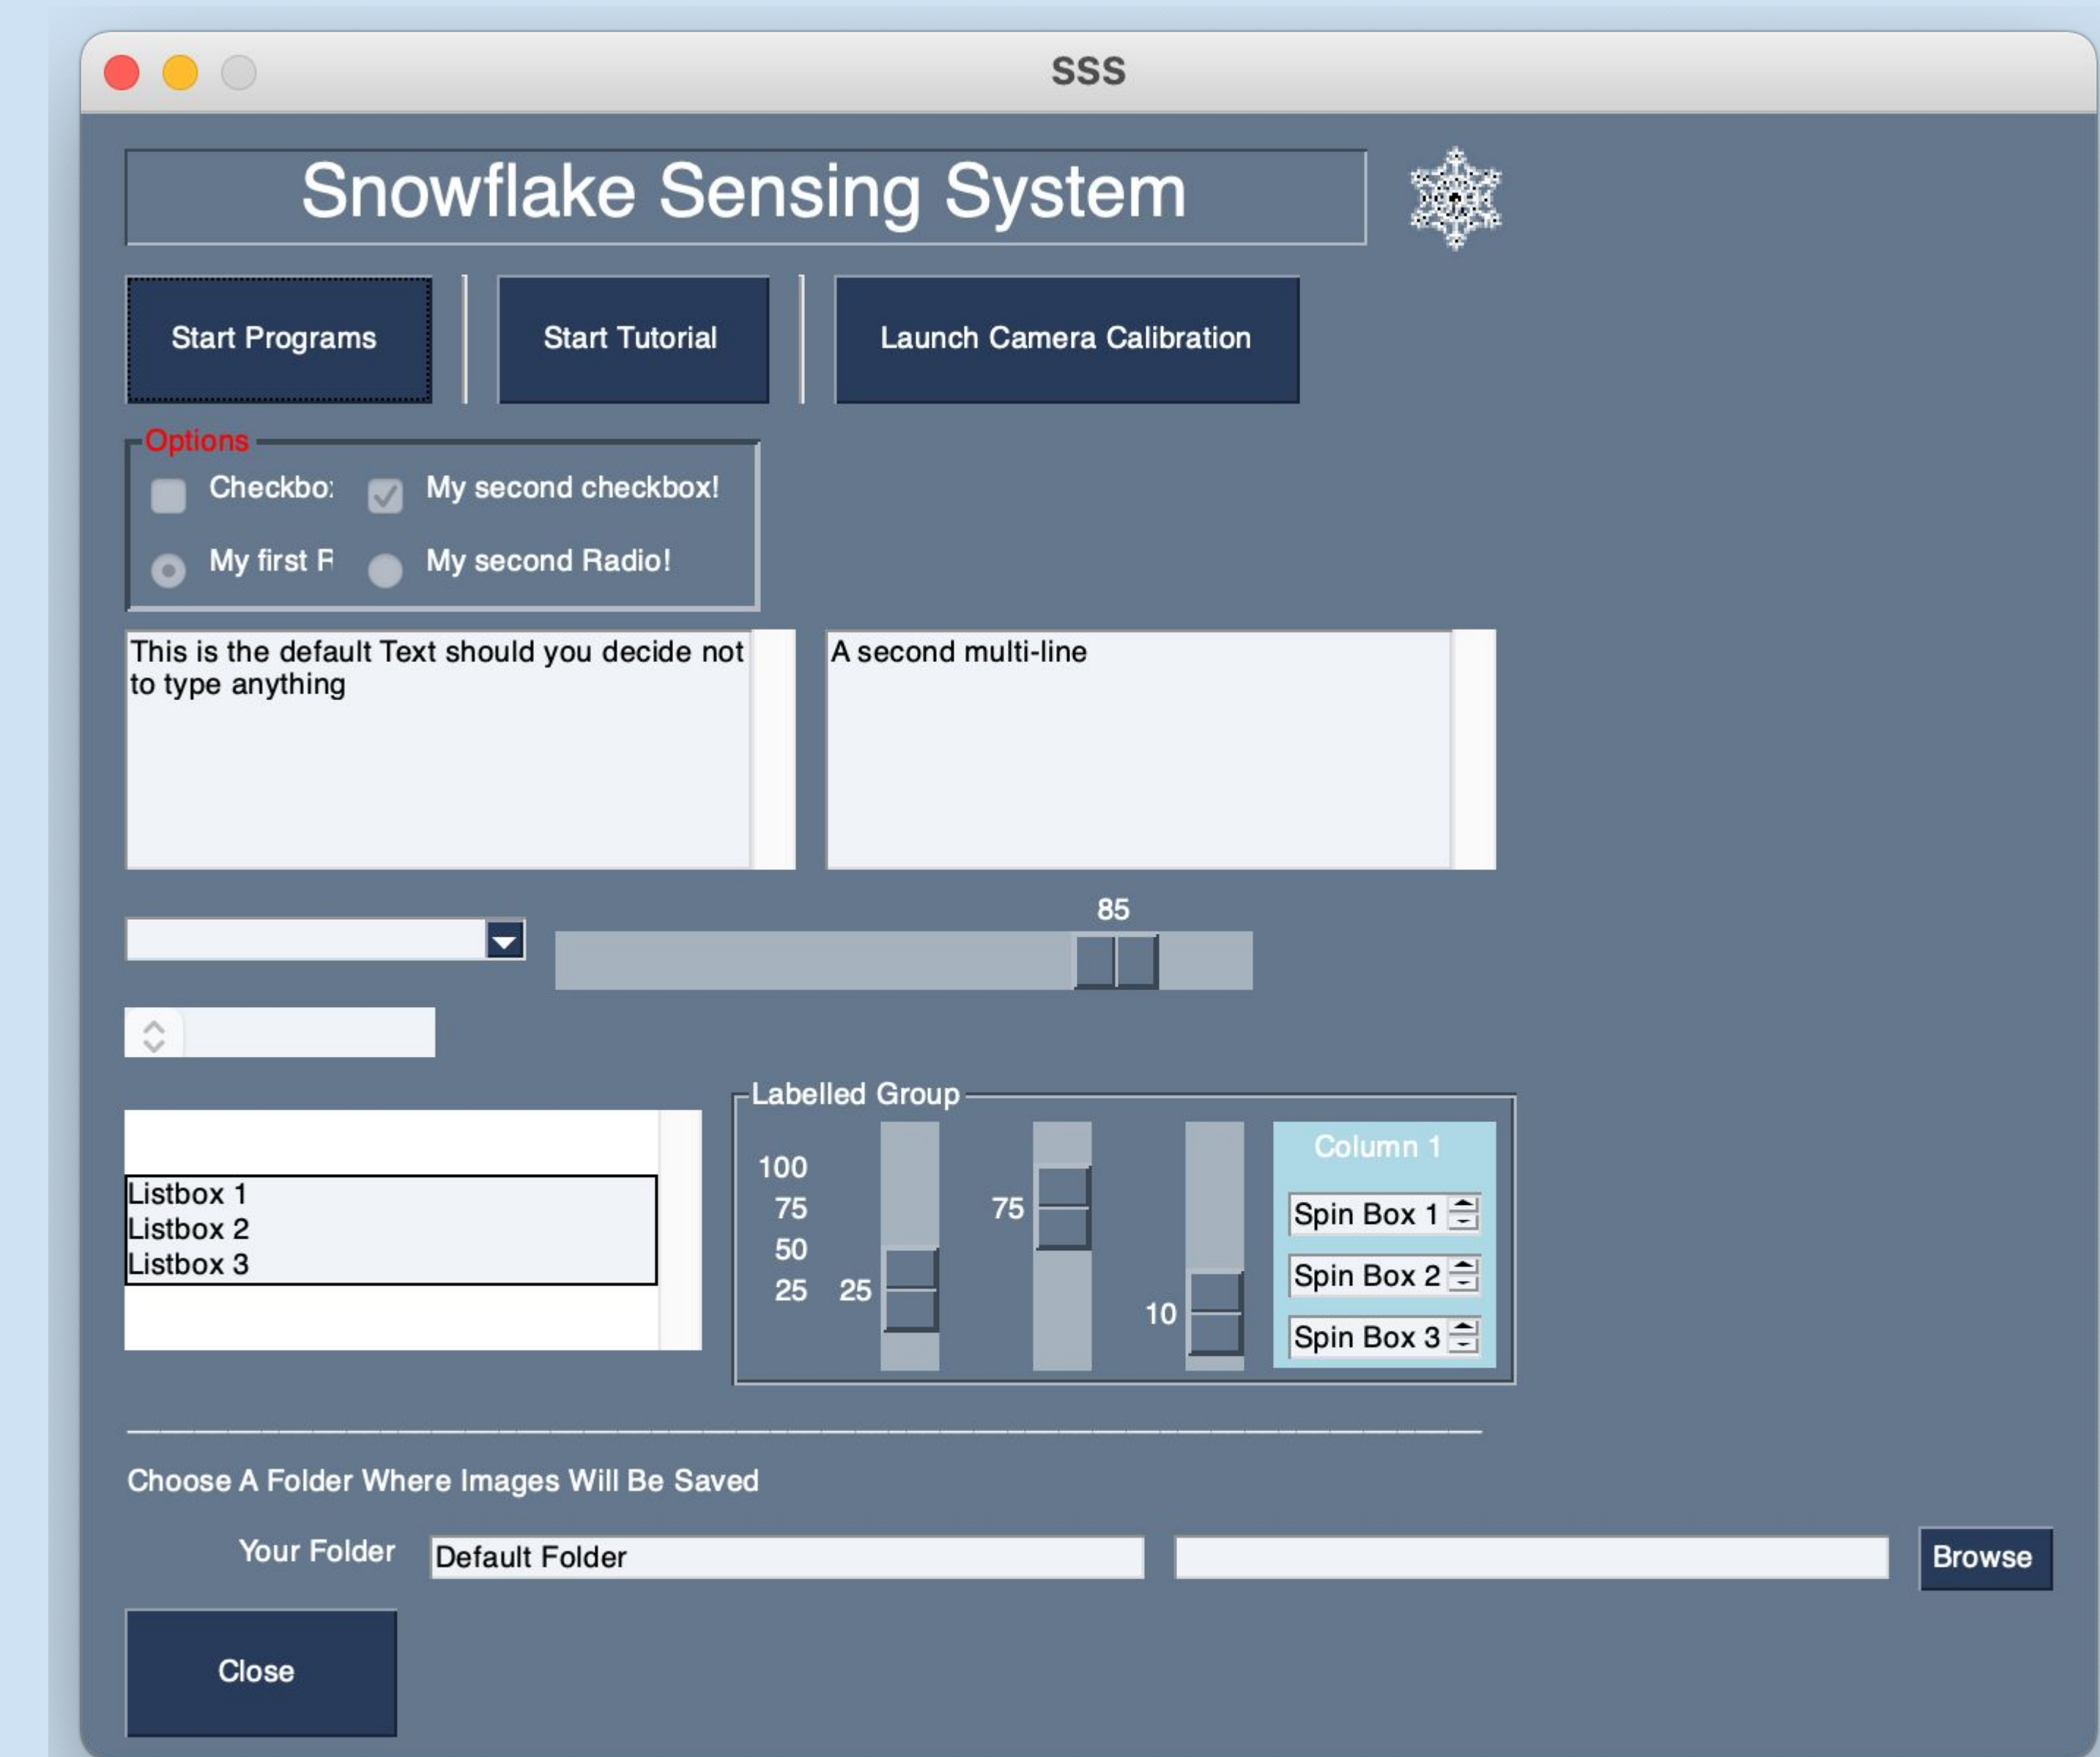 SSS
Snowflake Sensing System
Start Programs
Start Tutorial
Launch Camera Calibration
Options
Checkbo
My second checkbox!
My first R
My second Radio!
This is the default Text should you decide not
to type anything
A second multi-line
85
Listbox 1
Listbox 2
Listbox 3
Labelled Group
100
75
50
25
25
75
10
Column 1
Spin Box 1
Spin Box 2
Spin Box 3
Choose A Folder Where Images Will Be Saved
Your Folder
Default Folder
Browse
Close